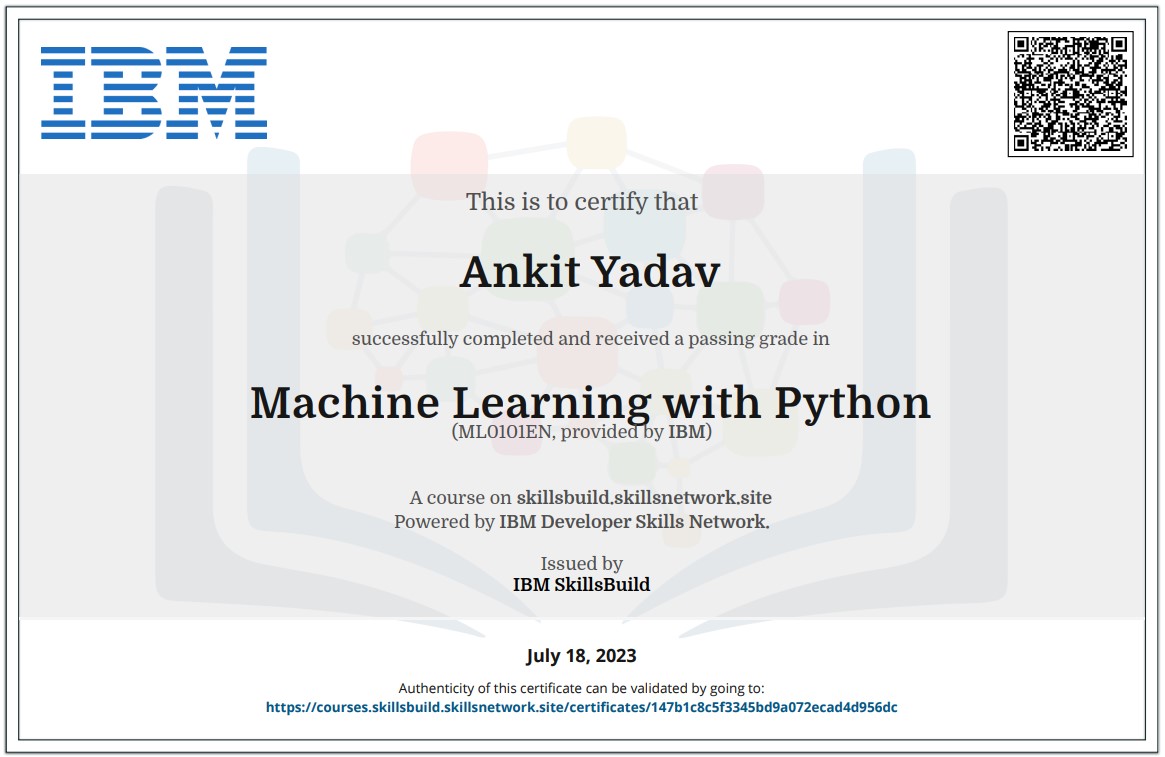 IBM
This is to certify that
Ankit Yadav
successfully completed and received a passing grade in
Machine Learning with Python
(ML0101EN, provided by IBM)
A course on skillsbuild.skillsnetwork.site
Powered by IBM Developer Skills Network.
Issued by
IBM SkillsBuild
July 18, 2023
Authenticity of this certificate can be validated by going to:
https://courses.skillsbuild.skillsnetwork.site/certificates/147b1c8c5f3345bd9a072ecad4d956dc